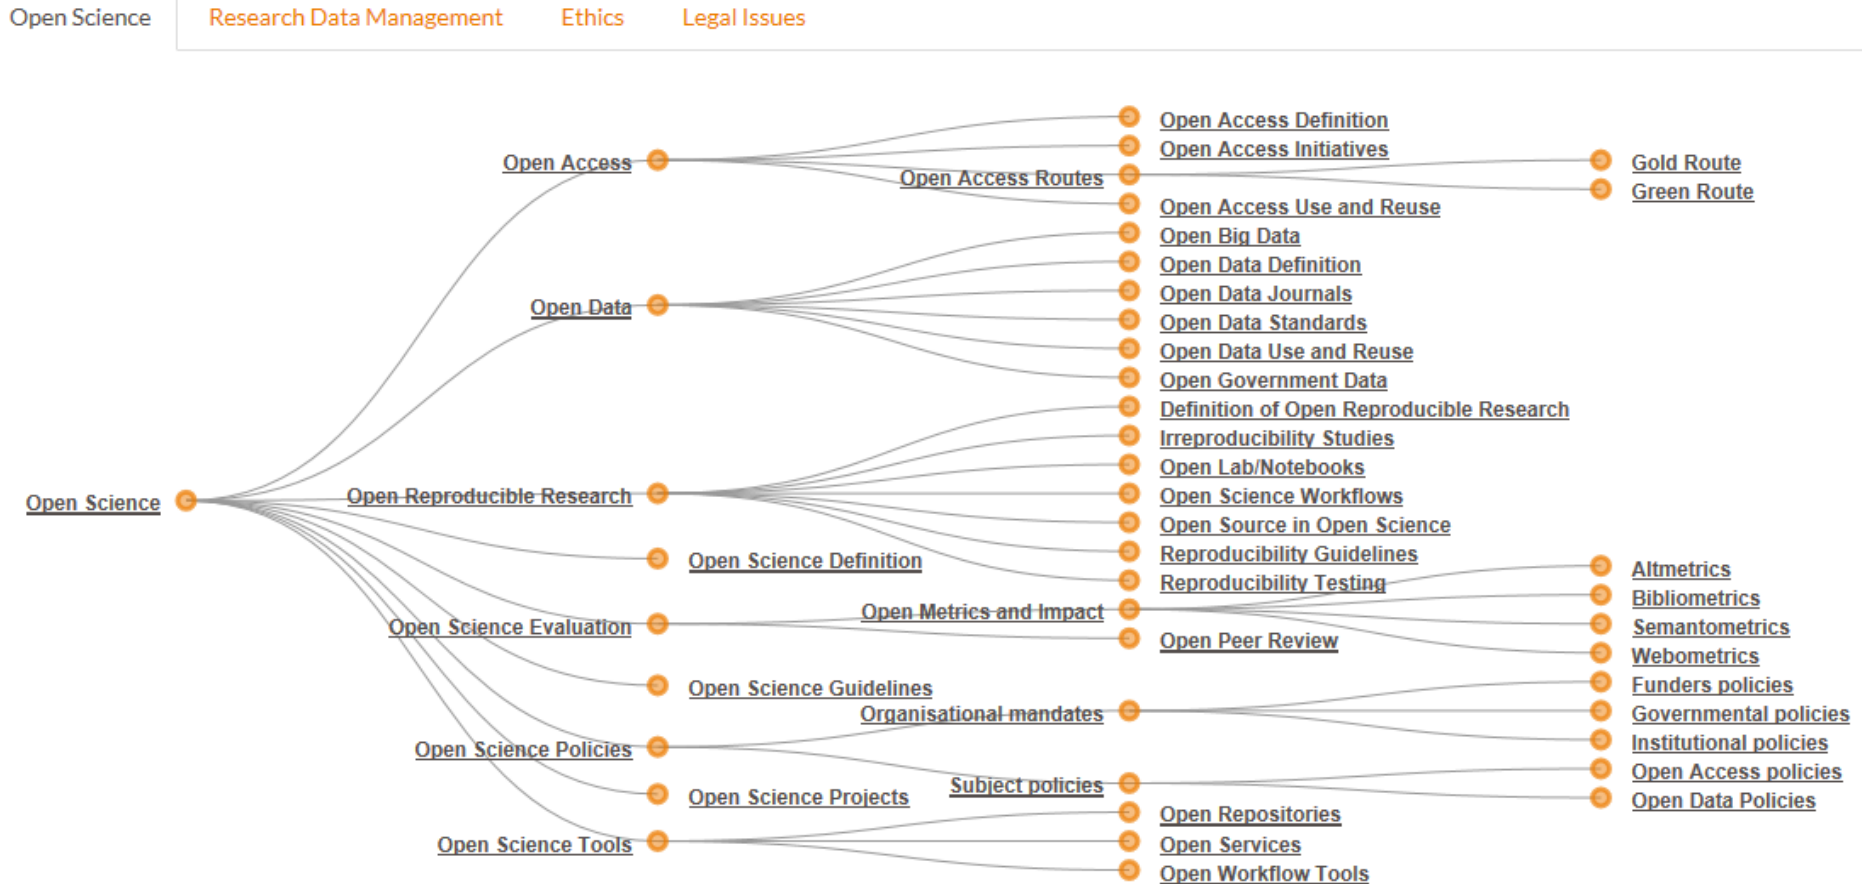 Open Science
Research Data Management
Ethics
Legal Issues
Open Science
Open Access
Open Access Definition
Open Access Initiatives
Open Access Routes
Gold Route
Green Route
Open Access Use and Reuse
Open Data
Open Big Data
Open Data Definition
Open Data Journals
Open Data Standards
Open Data Use and Reuse
Open Government Data
Open Reproducible Research
Definition of Open Reproducible Research
Irreproducibility Studies
Open Lab/Notebooks
Open Science Workflows
Open Source in Open Science
Reproducibility Guidelines
Reproducibility Testing
Open Science Definition
Open Science Evaluation
Open Metrics and Impact
Altmetrics
Bibliometrics
Semantometrics
Webometrics
Open Peer Review
Open Science Guidelines
Open Science Policies
Organisational mandates
Funders policies
Governmental policies
Institutional policies
Subject policies
Open Access policies
Open Data Policies
Open Science Projects
Open Science Tools
Open Repositories
Open Services
Open Workflow Tools